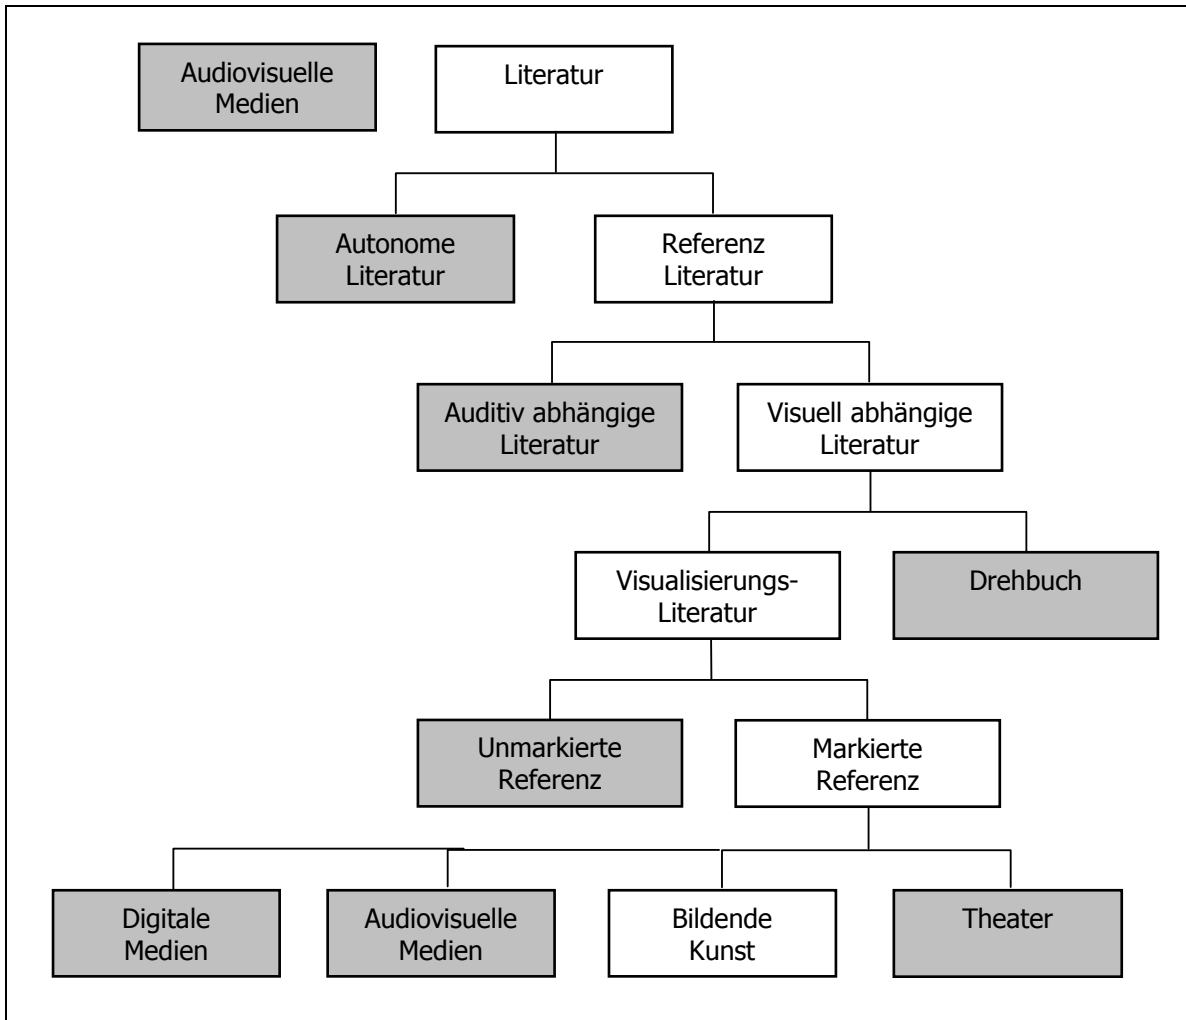 Audiovisuelle
Medien
Literatur
Autonome
Literatur
Referenz
Literatur
Auditiv abhängige
Literatur
Visuell abhängige
Literatur
Visualisierungs-
Literatur
Drehbuch
Unmarkierte
Referenz
Markierte
Referenz
Digitale
Medien
Audiovisuelle
Medien
Bildende
Kunst
Theater